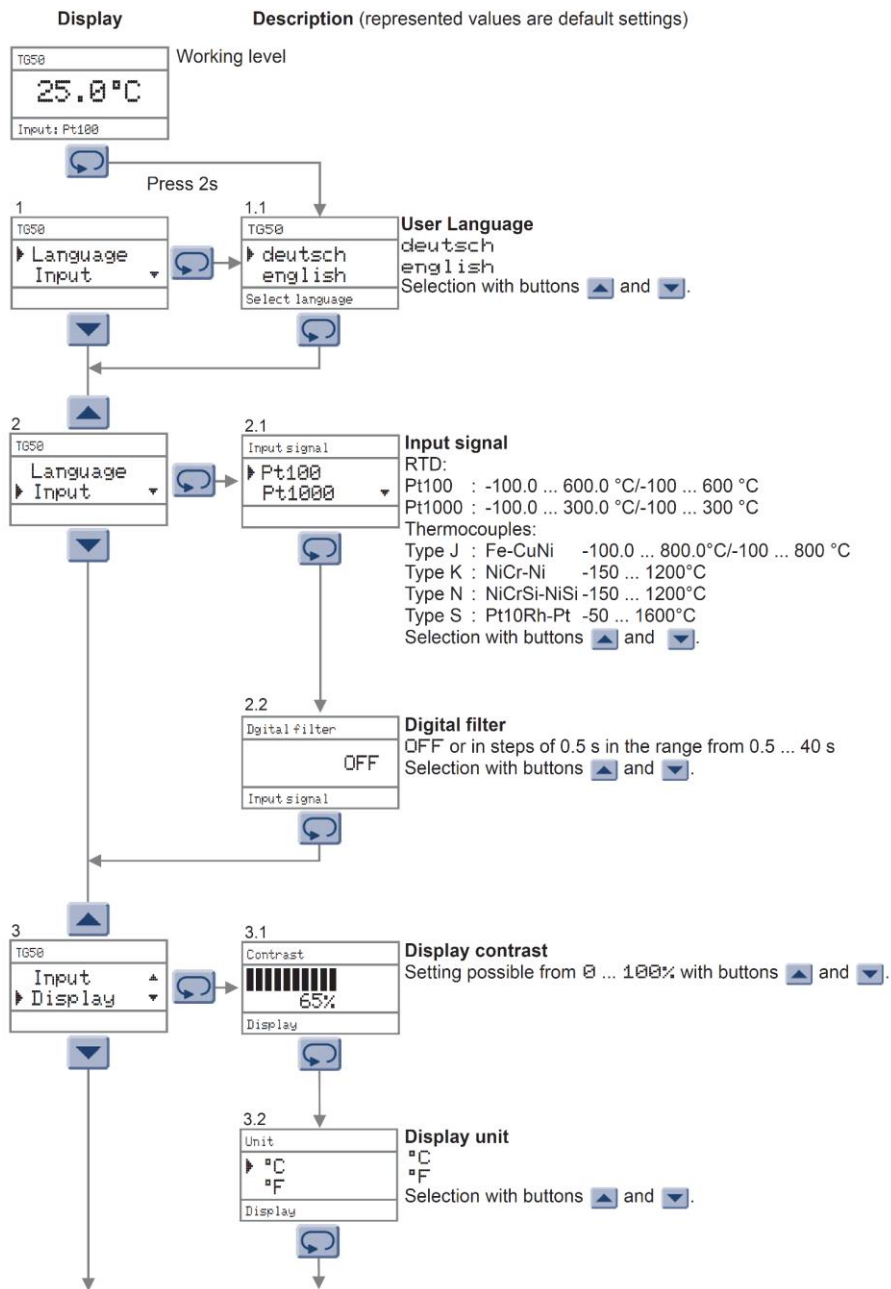 Display Description (represented values are default settings)
TG50 Working level
25.0°C
Input: Pt100
Press 2s
1 1.1
TG50 TG50 User Language
Language deutsch deutsch
Input english english
Select language Selection with buttons and .
2 2.1
TG50 Input signal Input signal
Language Pt100 RTD:
Input Pt1000 Pt100 : -100.0 ... 600.0 °C/-100 ... 600 °C
Pt1000 : -100.0 ... 300.0 °C/-100 ... 300 °C
Thermocouples:
Type J : Fe-CuNi -100.0 ... 800.0°C/-100 ... 800 °C
Type K : NiCr-Ni -150 ... 1200°C
Type N : NiCrSi-NiSi -150 ... 1200°C
Type S : Pt10Rh-Pt -50 ... 1600°C
Selection with buttons and .
2.2
Dgital filter Digital filter
OFF OFF or in steps of 0.5 s in the range from 0.5 ... 40 s
Input signal Selection with buttons and .
3 3.1
TG50 Contrast Display contrast
Input Setting possible from 0 ... 100% with buttons and .
Display 65%
Display
3.2
Unit Display unit
°C °C
°F °F
Display Selection with buttons and .